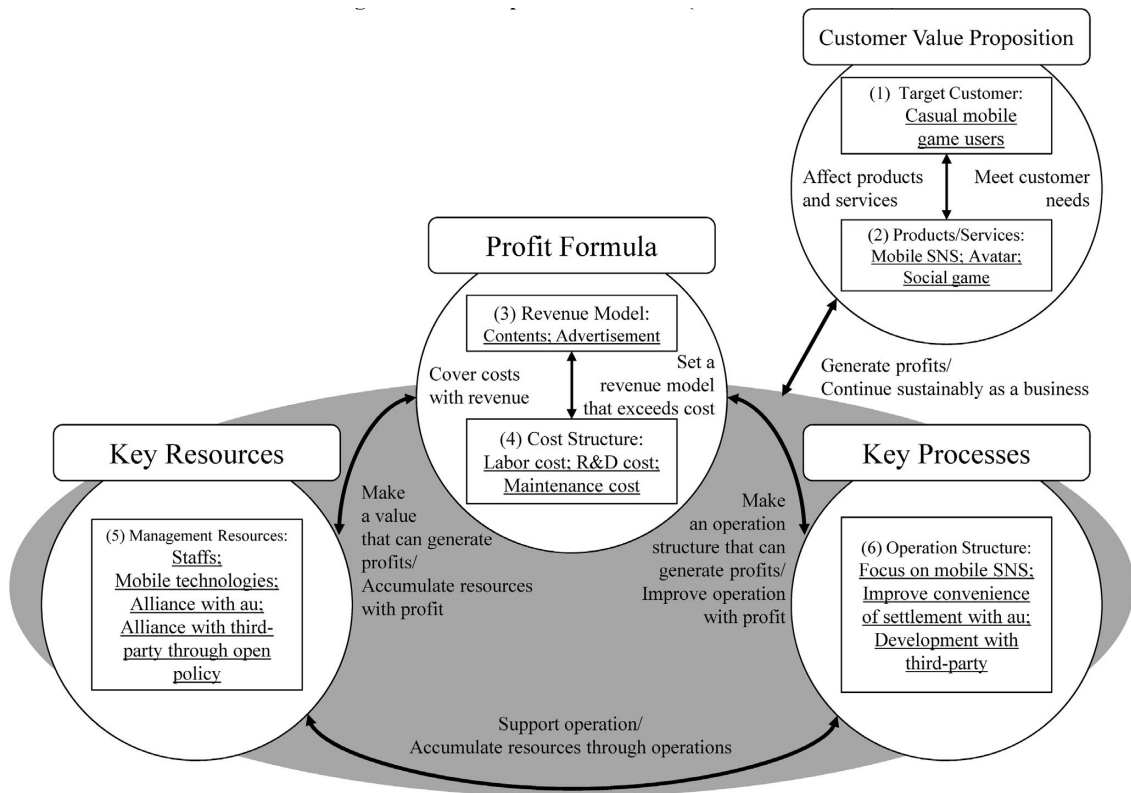 Customer Value Proposition
(1) Target Customer:
Casual mobile
game users
Affect products
and services
Meet customer
needs
(2) Products/Services:
Mobile SNS; Avatar;
Social game
Generate profits/
Continue sustainably as a business
Profit Formula
(3) Revenue Model:
Contents; Advertisement
Cover costs
with revenue
Set a
revenue model
that exceeds cost
(4) Cost Structure:
Labor cost; R&D cost;
Maintenance cost
Key Resources
(5) Management Resources:
Staffs;
Mobile technologies;
Alliance with au;
Alliance with third-
party through open
policy
Make
a value
that can generate
profits/
Accumulate resources
with profit
Make
an operation
structure that can
generate profits/
Improve operation
with profit
Key Processes
(6) Operation Structure:
Focus on mobile SNS;
Improve convenience
of settlement with au;
Development with
third-party
Support operation/
Accumulate resources through operations